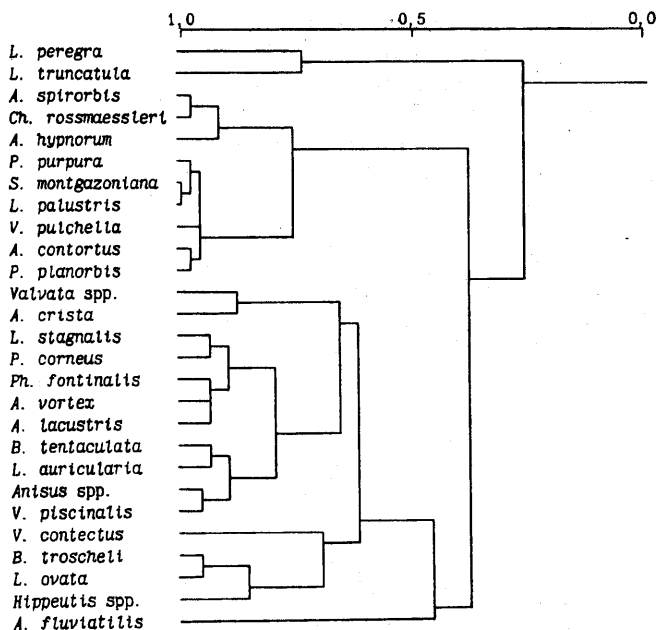 1,0 0,5 0,0
L. peregra
L. truncatula
A. spirorbis
Ch. rossmaessleri
A. hypnorum
P. purpura
S. montgazoniana
L. palustris
V. pulchella
A. contortus
P. planorbis
Valvata spp.
A. crista
L. stagnalis
P. corneus
Ph. fontinalis
A. vortex
A. lacustris
B. tentaculata
L. auricularia
Anisus spp.
V. piscinalis
V. contectus
B. troscheli
L. ovata
Hippeutis spp.
A. fluviatilis